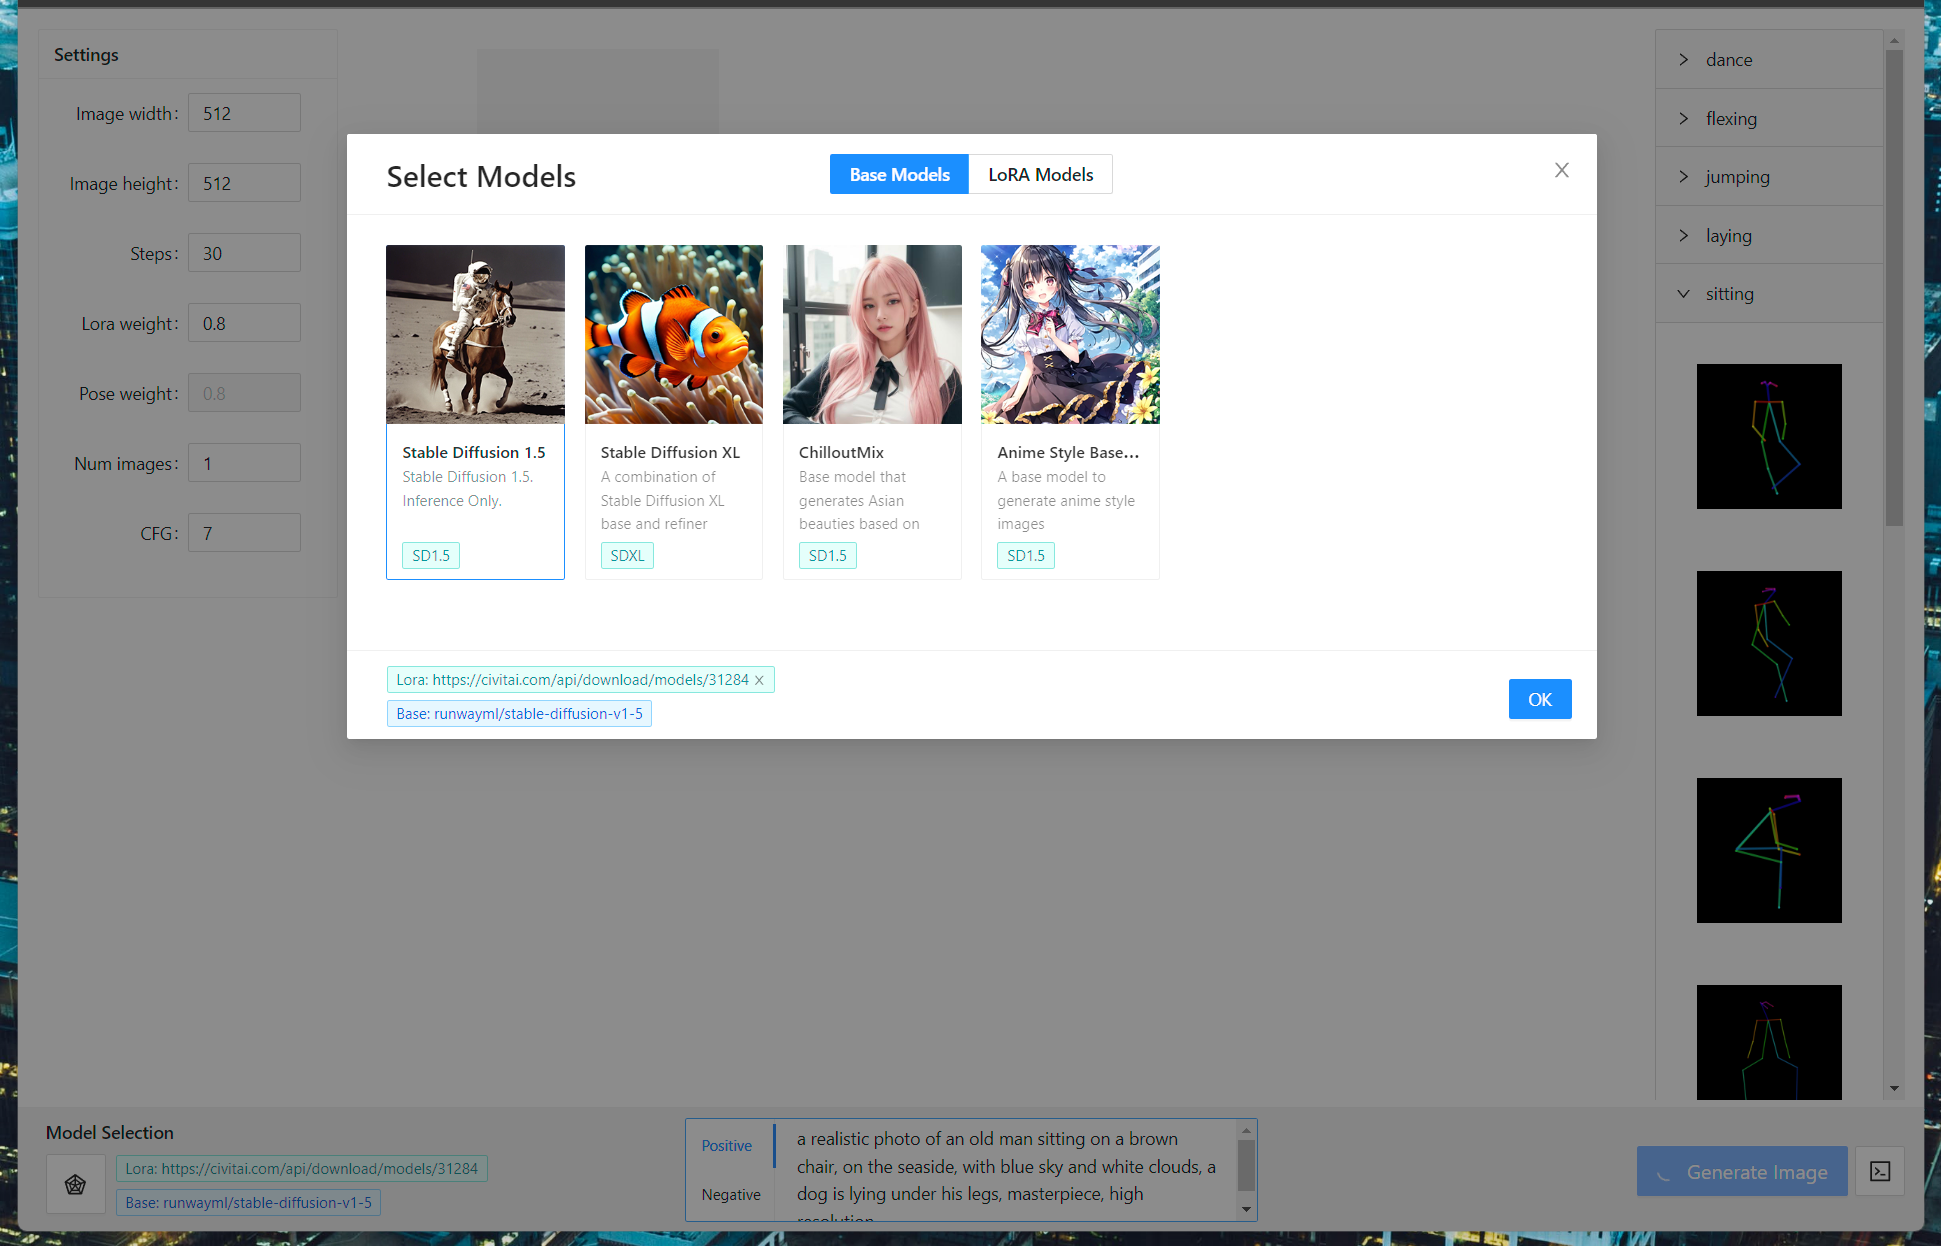 Settings
Image width:
512
Image height:
512
Steps:
30
Lora weight:
0.8
Pose weight:
0.8
Num images:
1
CFG:
7
Select Models
Base Models
LoRA Models
Stable Diffusion 1.5
Stable Diffusion 1.5.
Inference Only.
SD1.5
Stable Diffusion XL
A combination of
Stable Diffusion XL
base and refiner
SDXL
ChilloutMix
Base model that
generates Asian
beauties based on
SD1.5
Anime Style Base...
A base model to
generate anime style
images
SD1.5
Lora: https://civitai.com/api/download/models/31284
Base: runwayml/stable-diffusion-v1-5
OK
dance
flexing
jumping
laying
sitting
Model Selection
Lora: https://civitai.com/api/download/models/31284
Base: runwayml/stable-diffusion-v1-5
Positive
Negative
a realistic photo of an old man sitting on a brown
chair, on the seaside, with blue sky and white clouds, a
dog is lying under his legs, masterpiece, high
resolution
Generate Image